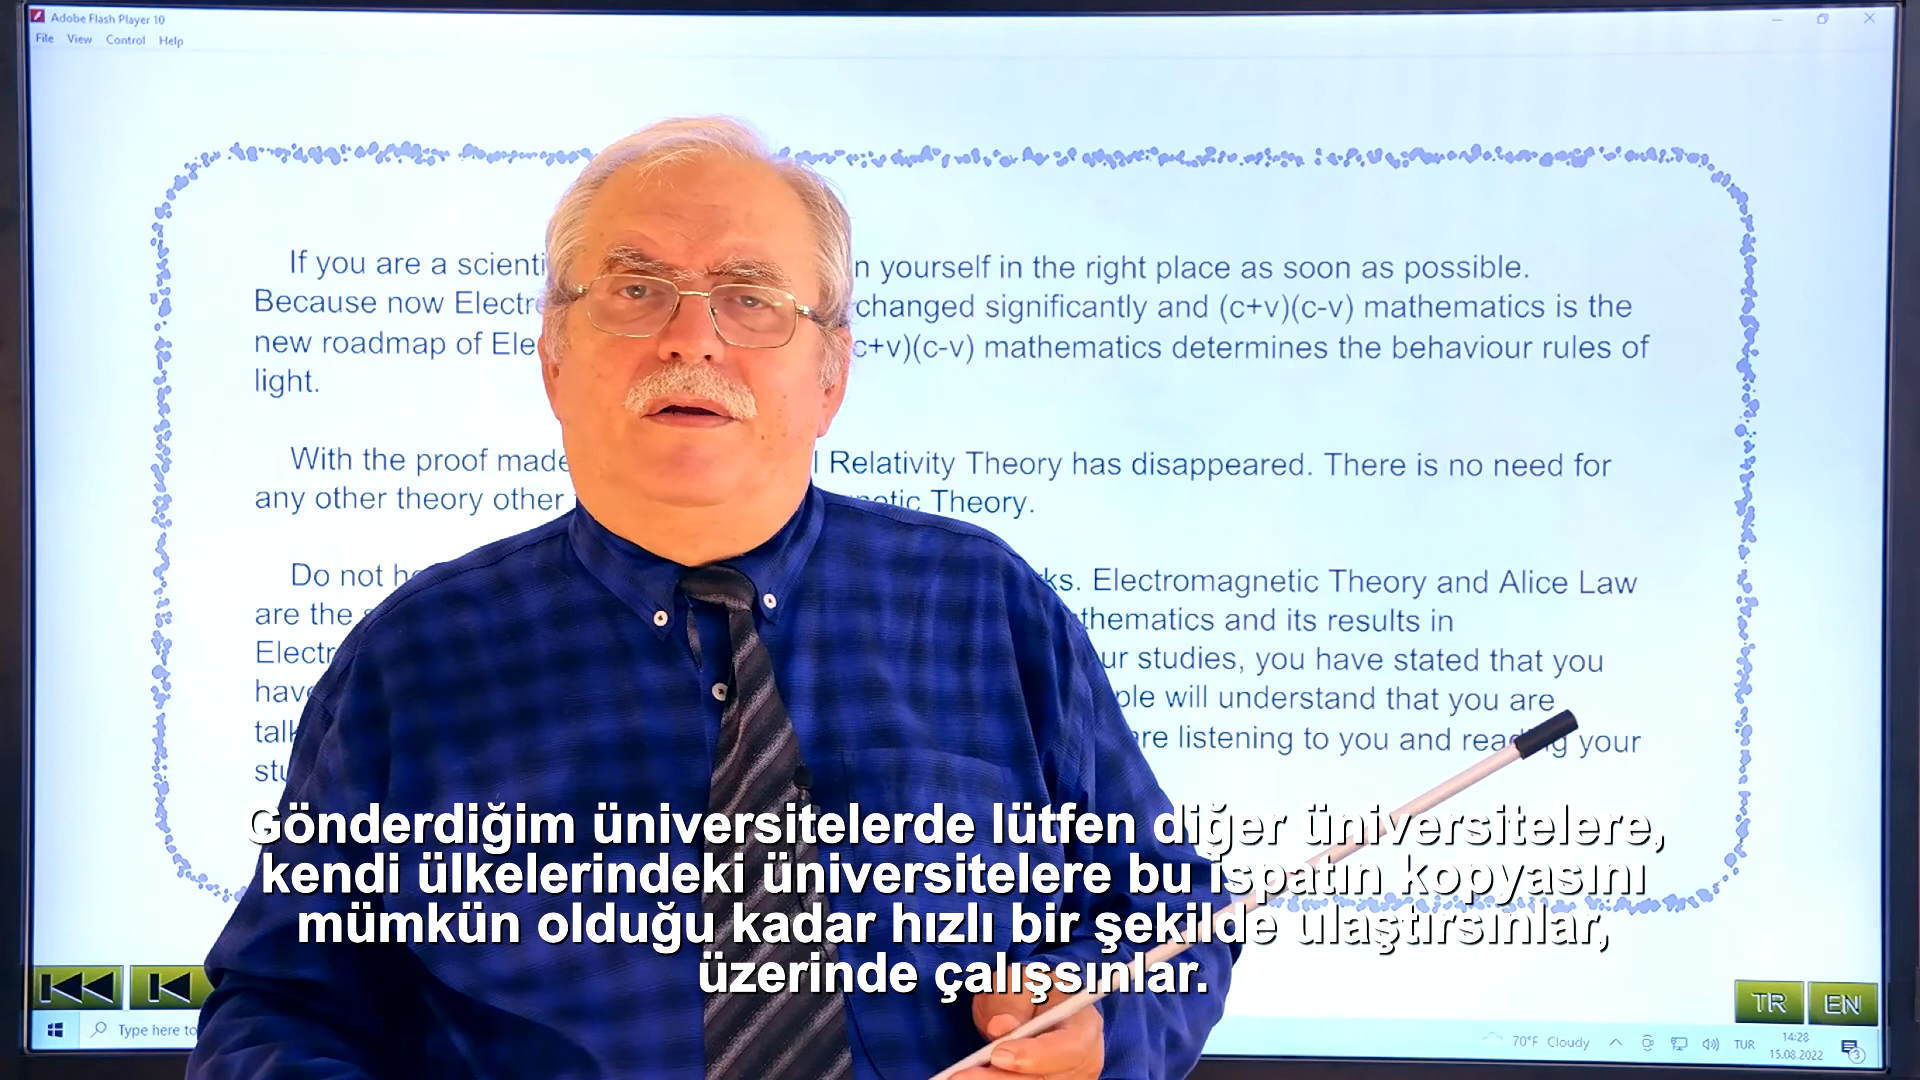 Adobe Flash Player 10
File View Control Help
If you are a scienti n yourself in the right place as soon as possible.
Because now Electr changed significantly and (c+v)(c-v) mathematics is the
new roadmap of Ele c+v)(c-v) mathematics determines the behaviour rules of
light.
With the proof made l Relativity Theory has disappeared. There is no need for
any other theory other netic Theory.
Do not h ks. Electromagnetic Theory and Alice Law
are the thematics and its results in
Electr ur studies, you have stated that you
have ple will understand that you are
talk re listening to you and reading your
stu
Gönderdiğim üniversitelerde lütfen diğer üniversitelere,
kendi ülkelerindeki üniversitelere bu ispatın kopyasını
mümkün olduğu kadar hızlı bir şekilde ulaştırsınlar,
üzerinde çalışsınlar.
TR EN
Type here to
70°F Cloudy TUR 14:28
15.08.2022
3